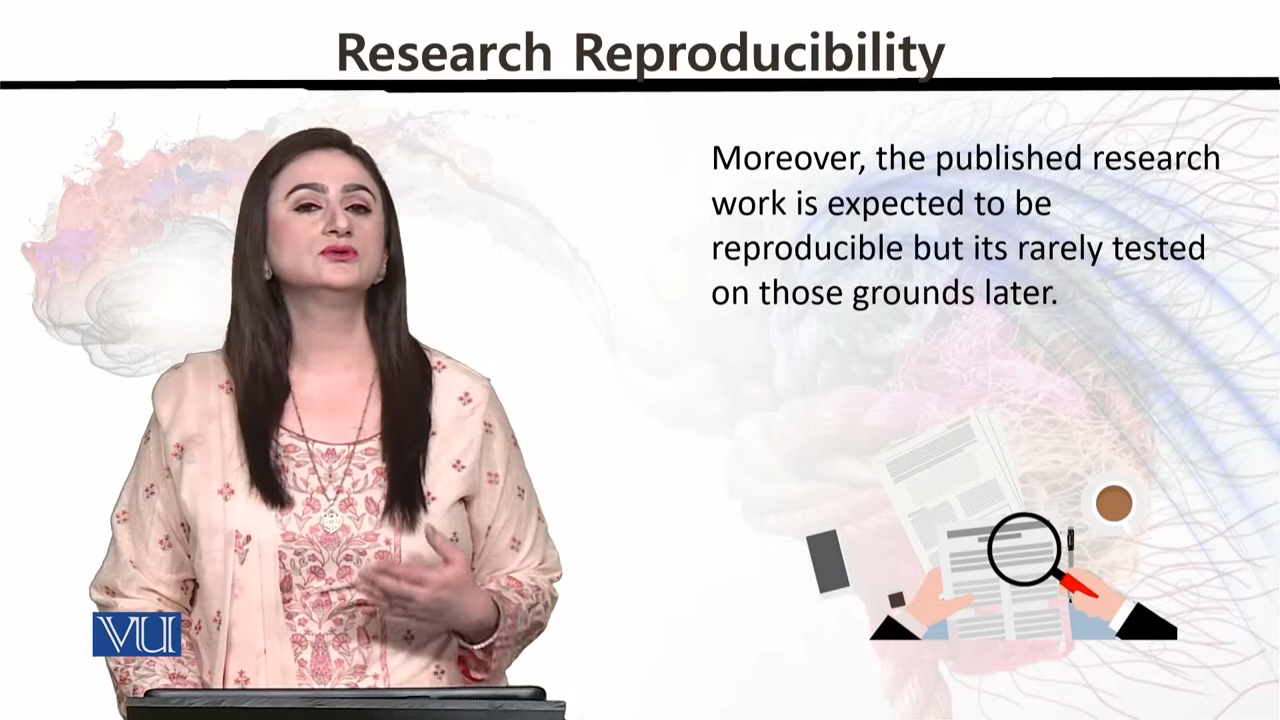 Research Reproducibility
Moreover, the published research
work is expected to be
reproducible but its rarely tested
on those grounds later.
VU